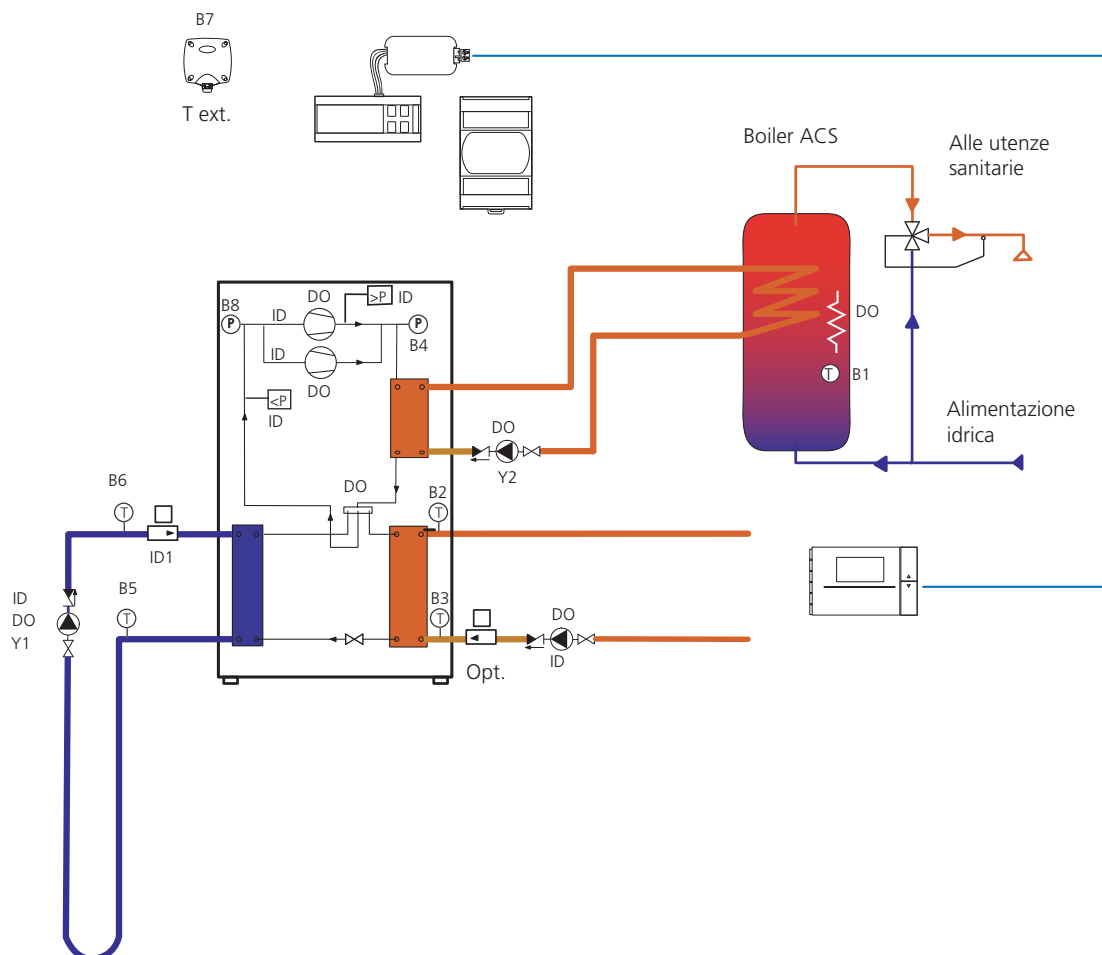 B7
T ext.
Boiler ACS
Alle utenze
sanitarie
DO
>P
ID
B8
P
ID
P
B4
DO
ID
DO
T
B1
<P
ID
Alimentazione
idrica
DO
Y2
B6
T
DO
B2
T
ID1
B5
T
ID
DO
Y1
B3
T
DO
ID
Opt.